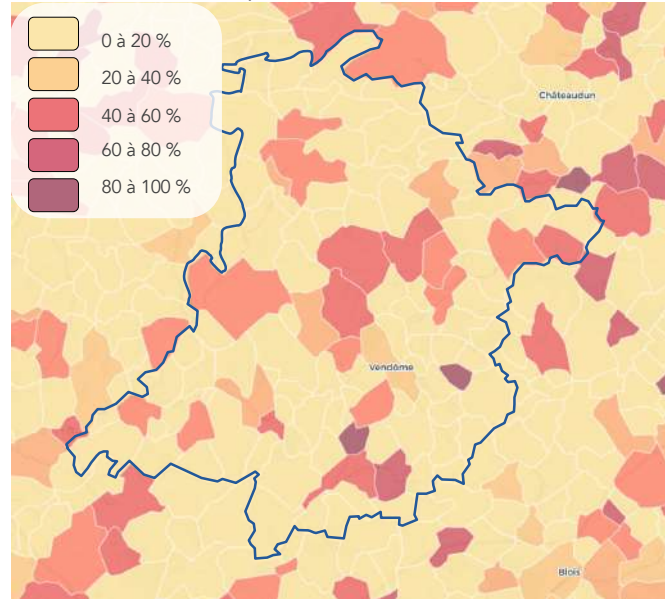 0 à 20 %
20 à 40 %
40 à 60 %
60 à 80 %
80 à 100 %
Châteaudun
Vendôme
Blois